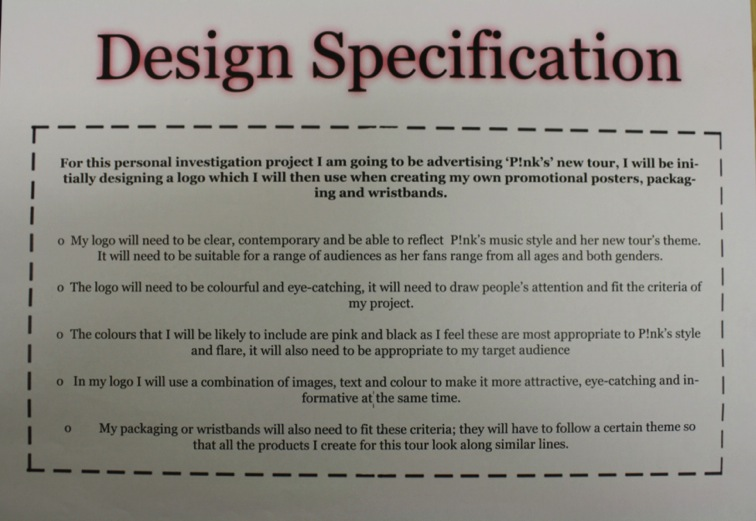 Design Specification
For this personal investigation project I am going to be advertising ‘P!nk’s’ new tour, I will be ini-
tially designing a logo which I will then use when creating my own promotional posters, packag-
ing and wristbands.
o My logo will need to be clear, contemporary and be able to reflect P!nk’s music style and her new tour’s theme.
It will need to be suitable for a range of audiences as her fans range from all ages and both genders.
o The logo will need to be colourful and eye-catching, it will need to draw people’s attention and fit the criteria of
my project.
o The colours that I will be likely to include are pink and black as I feel these are most appropriate to P!nk’s style
and flare, it will also need to be appropriate to my target audience
o In my logo I will use a combination of images, text and colour to make it more attractive, eye-catching and in-
formative at the same time.
o My packaging or wristbands will also need to fit these criteria; they will have to follow a certain theme so
that all the products I create for this tour look along similar lines.